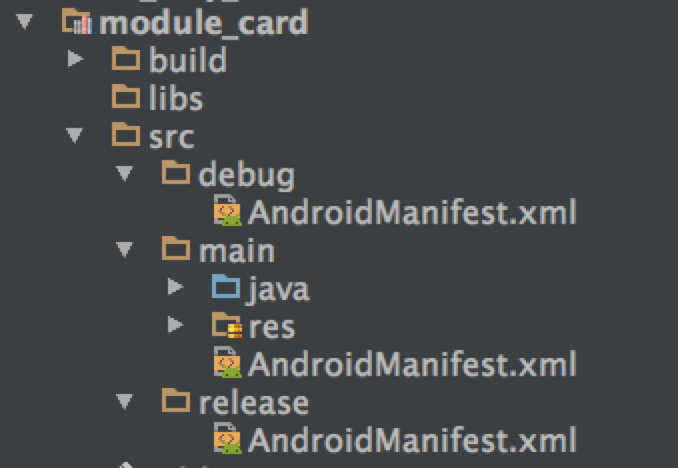 module_card
build
libs
src
debug
AndroidManifest.xml
main
java
res
AndroidManifest.xml
release
AndroidManifest.xml